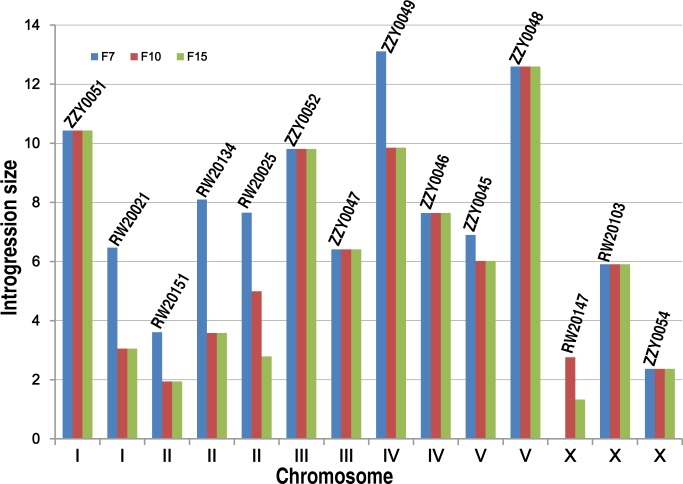 14
12
10
8
6
4
2
0
Introgression size
F7 F10 F15
ZZY0051
RW20021
RW20151
RW20134
RW20025
ZZY0052
ZZY0047
ZZY0049
ZZY0046
ZZY0045
ZZY0048
RW20147
RW20103
ZZY0054
I I II II II III III IV IV V V X X X
Chromosome